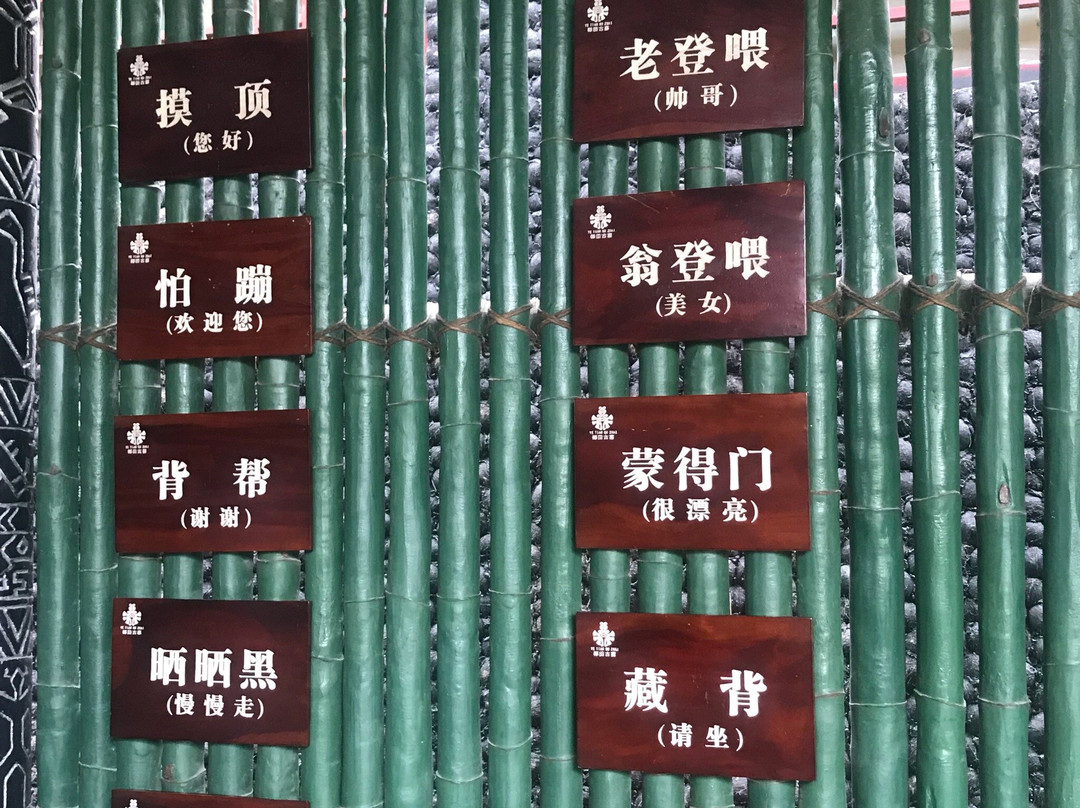 摸 顶
(您好)
怕 蹦
(欢迎您)
背 帮
(谢谢)
晒晒黑
(慢慢走)
老登喂
(帅哥)
翁登喂
(美女)
蒙得门
(很漂亮)
藏 背
(请坐)